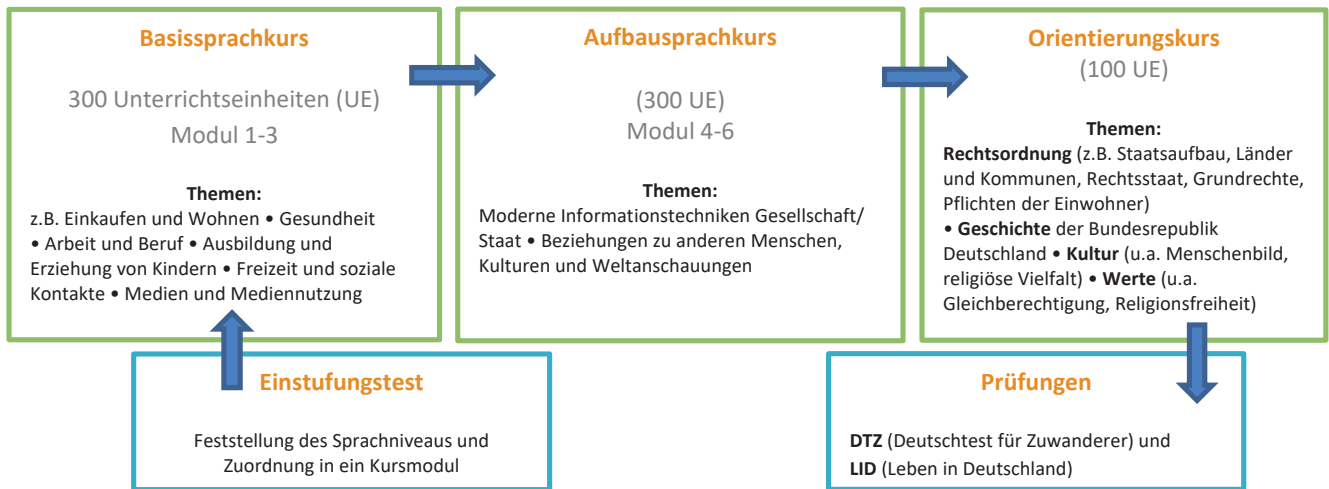 Basissprachkurs
300 Unterrichtseinheiten (UE)
Modul 1-3
Themen:
z.B. Einkaufen und Wohnen • Gesundheit
• Arbeit und Beruf • Ausbildung und
Erziehung von Kindern • Freizeit und soziale
Kontakte • Medien und Mediennutzung
Aufbausprachkurs
(300 UE)
Modul 4-6
Themen:
Moderne Informationstechniken Gesellschaft/
Staat • Beziehungen zu anderen Menschen,
Kulturen und Weltanschauungen
Orientierungskurs
(100 UE)
Themen:
Rechtsordnung (z.B. Staatsaufbau, Länder
und Kommunen, Rechtsstaat, Grundrechte,
Pflichten der Einwohner)
• Geschichte der Bundesrepublik
Deutschland • Kultur (u.a. Menschenbild,
religiöse Vielfalt) • Werte (u.a.
Gleichberechtigung, Religionsfreiheit)
Einstufungstest
Feststellung des Sprachniveaus und
Zuordnung in ein Kursmodul
Prüfungen
DTZ (Deutschtest für Zuwanderer) und
LID (Leben in Deutschland)